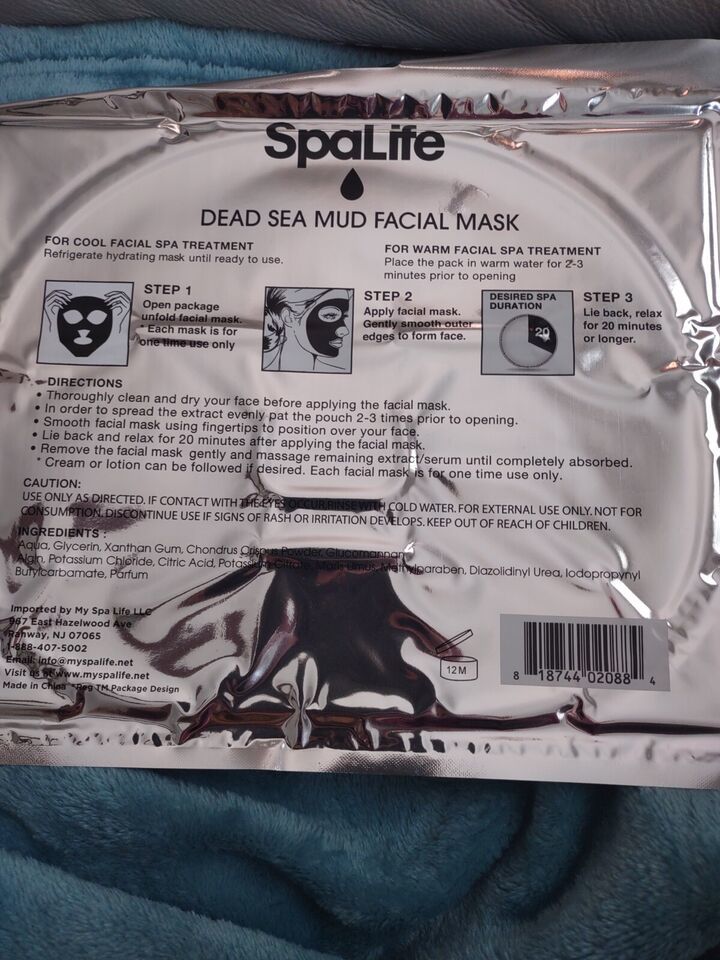 SpaLife
DEAD SEA MUD FACIAL MASK
FOR COOL FACIAL SPA TREATMENT
Refrigerate hydrating mask until ready to use.
FOR WARM FACIAL SPA TREATMENT
Place the pack in warm water for 2-3
minutes prior to opening
STEP 1
Open package
unfold facial mask.
* Each mask is for
one time use only
STEP 2
Apply facial mask.
Gently smooth outer
edges to form face.
DESIRED SPA
DURATION
20
STEP 3
Lie back, relax
for 20 minutes
or longer.
DIRECTIONS
• Thoroughly clean and dry your face before applying the facial mask.
• In order to spread the extract evenly pat the pouch 2-3 times prior to opening.
• Smooth facial mask using fingertips to position over your face.
• Lie back and relax for 20 minutes after applying the facial mask.
• Remove the facial mask gently and massage remaining extract/serum until completely absorbed.
* Cream or lotion can be followed if desired. Each facial mask is for one time use only.
CAUTION:
USE ONLY AS DIRECTED. IF CONTACT WITH THE EYES OCCUR,RINSE WITH COLD WATER. FOR EXTERNAL USE ONLY. NOT FOR
CONSUMPTION. DISCONTINUE USE IF SIGNS OF RASH OR IRRITATION DEVELOPS. KEEP OUT OF REACH OF CHILDREN.
INGREDIENTS :
Aqua, Glycerin, Xanthan Gum, Chondrus Crispus Powder, Glucomannan,
Algin, Potassium Chloride, Citric Acid, Potassium Citrate, Maris Limus, Methylparaben, Diazolidinyl Urea, Iodopropynyl
Butylcarbamate, Parfum
Imported by My Spa Life LLC
967 East Hazelwood Ave
Rahway, NJ 07065
1-888-407-5002
Email: info@myspalife.net
Visit us at www.myspalife.net
Made in China *Reg TM Package Design
12M
8 18744 02088 4